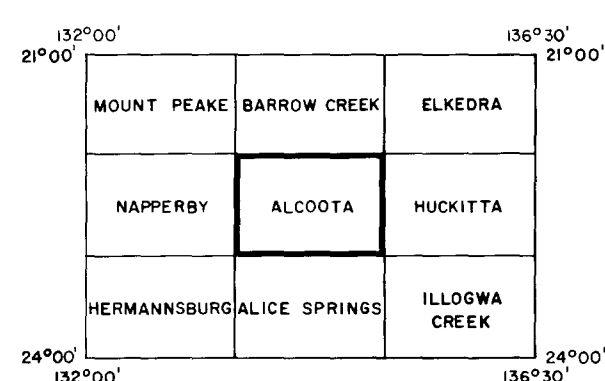 132°00'
136°30'
21°00'
21°00'
MOUNT PEAKE
BARROW CREEK
ELKEDRA
NAPPERBY
ALCOOTA
HUCKITTA
HERMANNSBURG
ALICE SPRINGS
ILLOGWA
CREEK
24°00'
24°00'
132°00'
136°30'